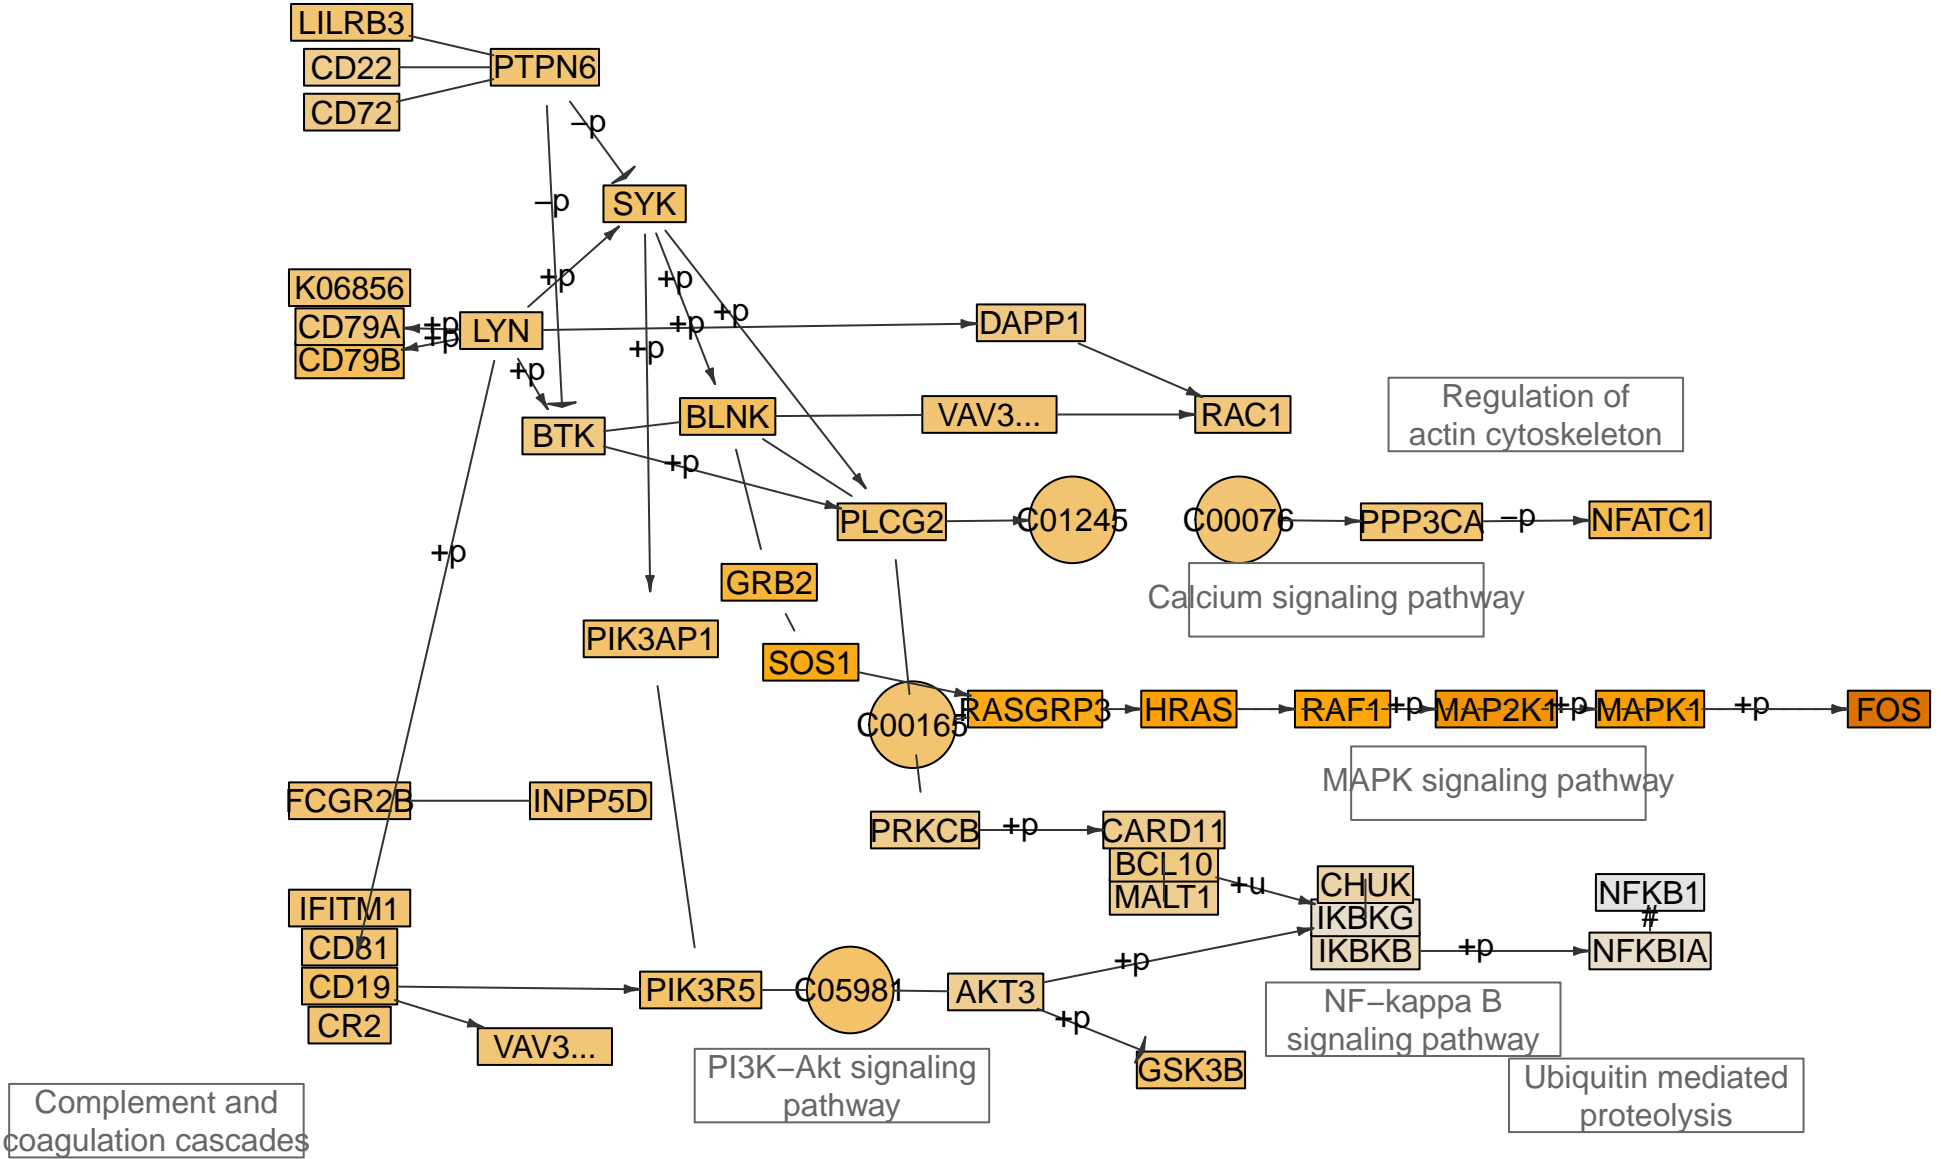 LILRB3
CD22
PTPN6
CD72
−p
−p
SYK
+p
+p
K06856
+p
CD79A
+p
LYN
+p
DAPP1
+p
CD79B
+p
+p
BTK
BLNK
VAV3...
RAC1
Regulation of
actin cytoskeleton
+p
PLCG2
C01245
C00076
PPP3CA
−p
NFATC1
+p
GRB2
Calcium signaling pathway
PIK3AP1
SOS1
C00165
RASGRP3
HRAS
RAF1
+p
MAP2K1
+p
MAPK1
+p
FOS
MAPK signaling pathway
FCGR2B
INPP5D
PRKCB
+p
CARD11
BCL10
MALT1
+u
CHUK
IKBKG
IKBKB
+p
NFKB1
#
NFKBIA
IFITM1
CD81
CD19
CR2
PIK3R5
C05981
AKT3
+p
+p
GSK3B
VAV3...
NF−kappa B
signaling pathway
PI3K−Akt signaling
pathway
Ubiquitin mediated
proteolysis
Complement and
coagulation cascades